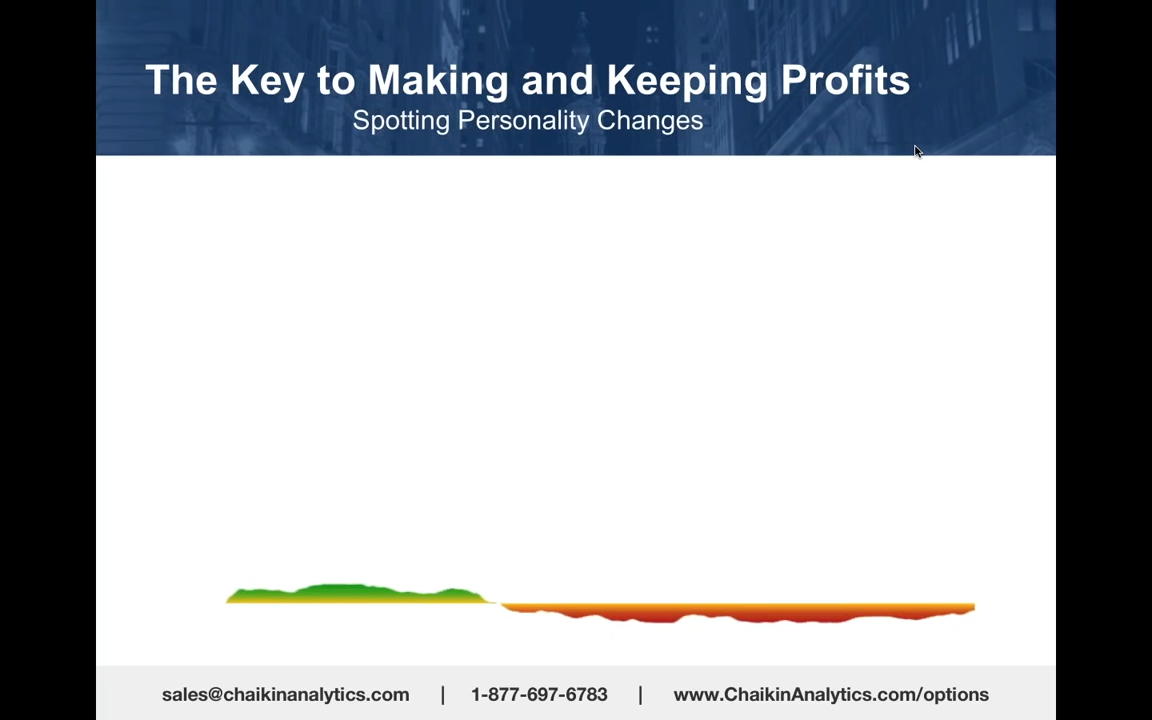 The Key to Making and Keeping Profits
Spotting Personality Changes
sales@chaikinanalytics.com | 1-877-697-6783 | www.ChaikinAnalytics.com/options